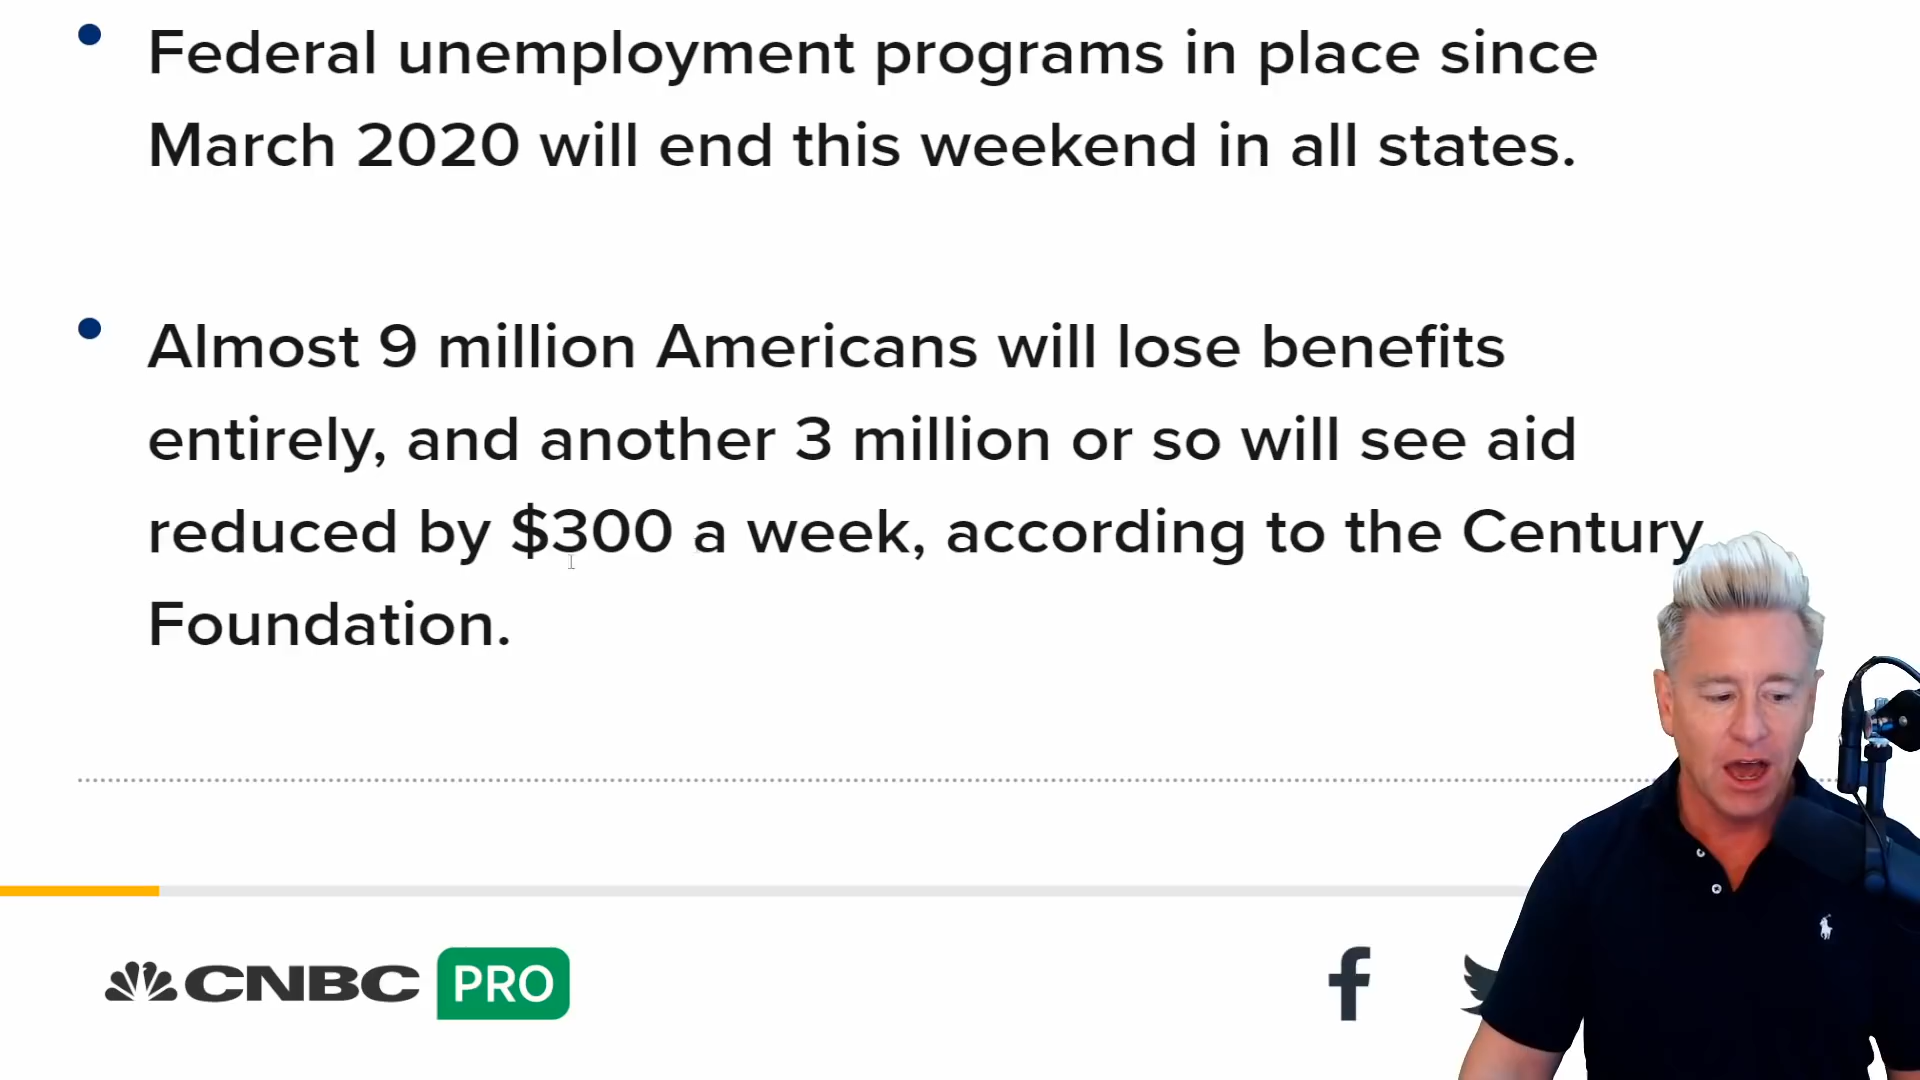 Federal unemployment programs in place since
March 2020 will end this weekend in all states.
Almost 9 million Americans will lose benefits
entirely, and another 3 million or so will see aid
reduced by $300 a week, according to the Century
Foundation.
CNBC PRO
f